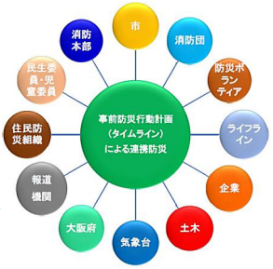 市
消防団
防災ボ
ランティア
ライフラ
イン
企業
土木
気象台
大阪府
報道
機関
住民防
災組織
民生委
員・児
童委員
消防
本部
事前防災行動計画
（タイムライン）
による連携防災